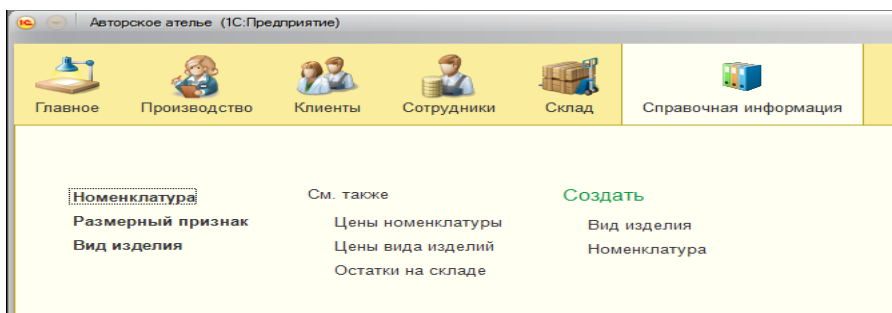 1С Авторское ателье (1С:Предприятие)
Главное Производство Клиенты Сотрудники Склад Справочная информация
Номенклатура См. также Создать
Размерный признак Цены номенклатуры Вид изделия
Вид изделия Цены вида изделий Номенклатура
Остатки на складе